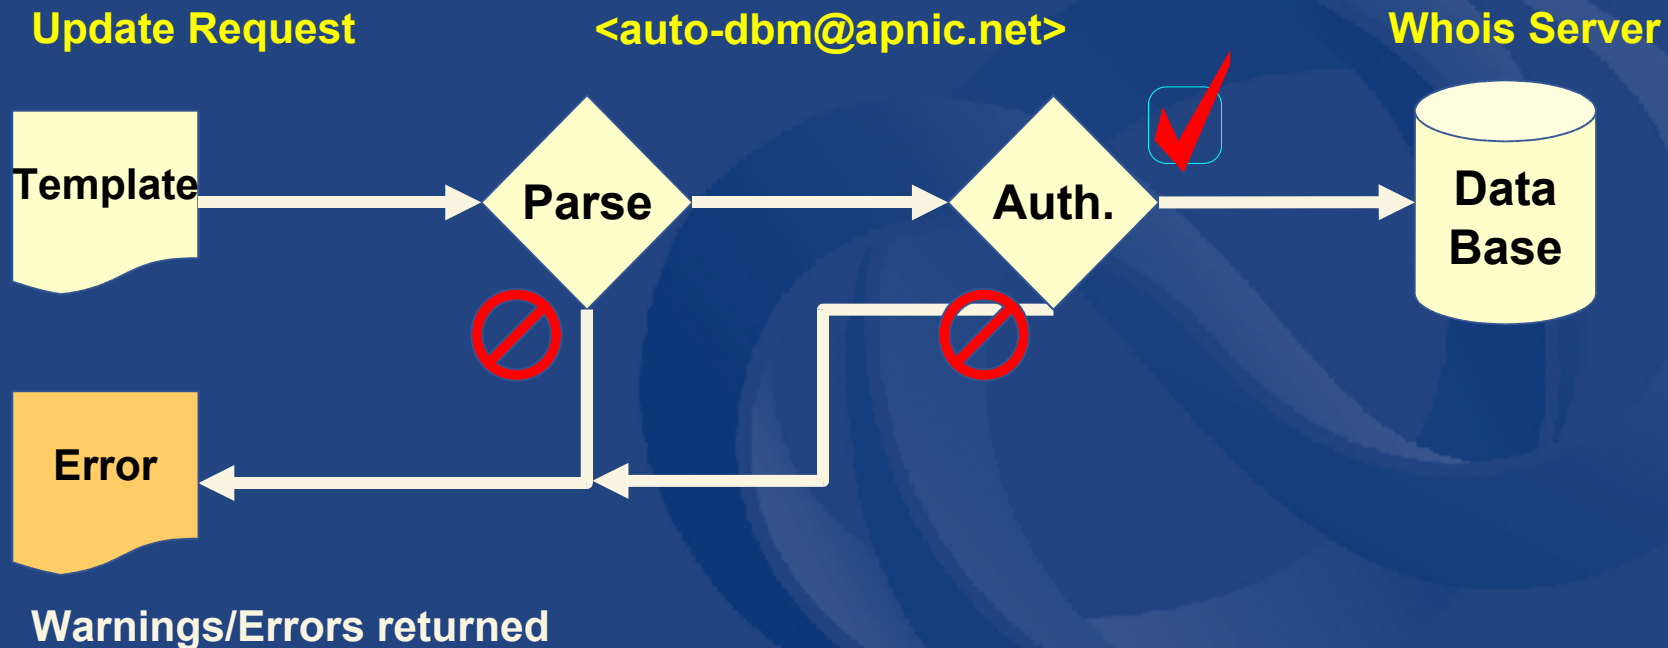 Update Request
<auto-dbm@apnic.net>
Whois Server
Template
Parse
Auth.
Data
Base
Error
Warnings/Errors returned